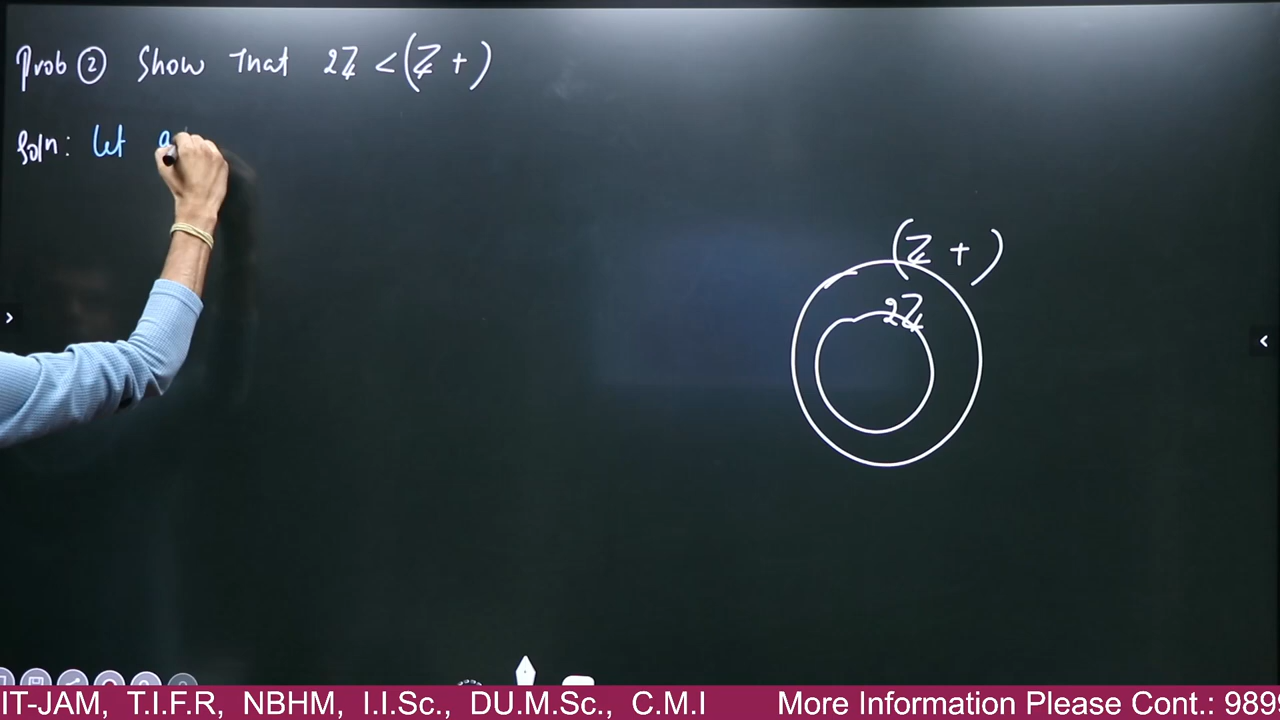 Prob ② Show That 2ℤ < (ℤ + )
Soln: let a
(ℤ + )
2ℤ
IT-JAM, T.I.F.R, NBHM, I.I.Sc., DU.M.Sc., C.M.I More Information Please Cont.: 989